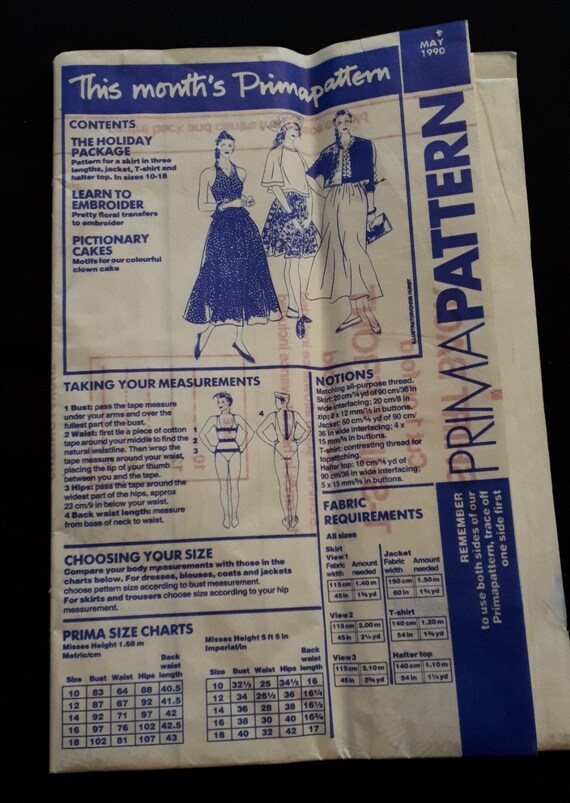 MAY
1990
This month's Primapattern
CONTENTS
THE HOLIDAY
PACKAGE
Pattern for a skirt in three
lengths, jacket, T-shirt and
halter top. In sizes 10-18
LEARN TO
EMBROIDER
Pretty floral transfers
to embroider
PICTIONARY
CAKES
Motifs for our colourful
clown cake
PRIMAPATTERN
TAKING YOUR MEASUREMENTS
1 Bust: pass the tape measure
under your arms and over the
fullest part of the bust.
2 Waist: first tie a piece of cotton
tape around your middle to find the
natural waistline. Then wrap the
tape measure around your waist,
placing the tip of your thumb
between you and the tape.
3 Hips: pass the tape around the
widest part of the hips, approx
23 cm/9 in below your waist.
4 Back waist length: measure
from base of neck to waist.
1
2
3
4
NOTIONS
Matching all-purpose thread.
Skirt: 20 cm/¼ yd of 90 cm/36 in
wide interfacing; 20 cm/8 in
zip; 2 x 12 mm/½ in buttons.
Jacket: 50 cm/⅝ yd of 90 cm/
36 in wide interfacing; 4 x
15 mm/⅝ in buttons.
T-shirt: contrasting thread for
topstitching.
Halter top: 10 cm/⅛ yd of
90 cm/36 in wide interfacing;
5 x 15 mm/⅝ in buttons.
CHOOSING YOUR SIZE
Compare your body measurements with those in the
charts below. For dresses, blouses, coats and jackets
choose pattern size according to bust measurement.
For skirts and trousers choose size according to your hip
measurement.
FABRIC
REQUIREMENTS
All sizes
Skirt
View 1
Fabric width Amount needed
115 cm 1.40 m
45 in 1⅝ yd
View 2
115 cm 2.00 m
45 in 2¼ yd
View 3
115 cm 3.10 m
45 in
Jacket
Fabric width Amount needed
150 cm 1.50 m
60 in 1¾ yd
T-shirt
140 cm 1.20 m
54 in 1⅜ yd
Halter top
140 cm 1.10 m
54 in 1¼ yd
REMEMBER
to use both sides of our
Primapattern, trace off
one side first
PRIMA SIZE CHARTS
Misses Height 1.66 m
Metric/cm
Size Bust Waist Hips Back waist length
10 83 64 88 40.5
12 87 67 92 41.5
14 92 71 97 42
16 97 76 102 42.5
18 102 81 107 43
Misses Height 5 ft 5 in
Imperial/in
Size Bust Waist Hips Back waist length
10 32½ 25 34½ 16
12 34 26½ 36 16¼
14 36 28 38 16½
16 38 30 40 16¾
18 40 32 42 17